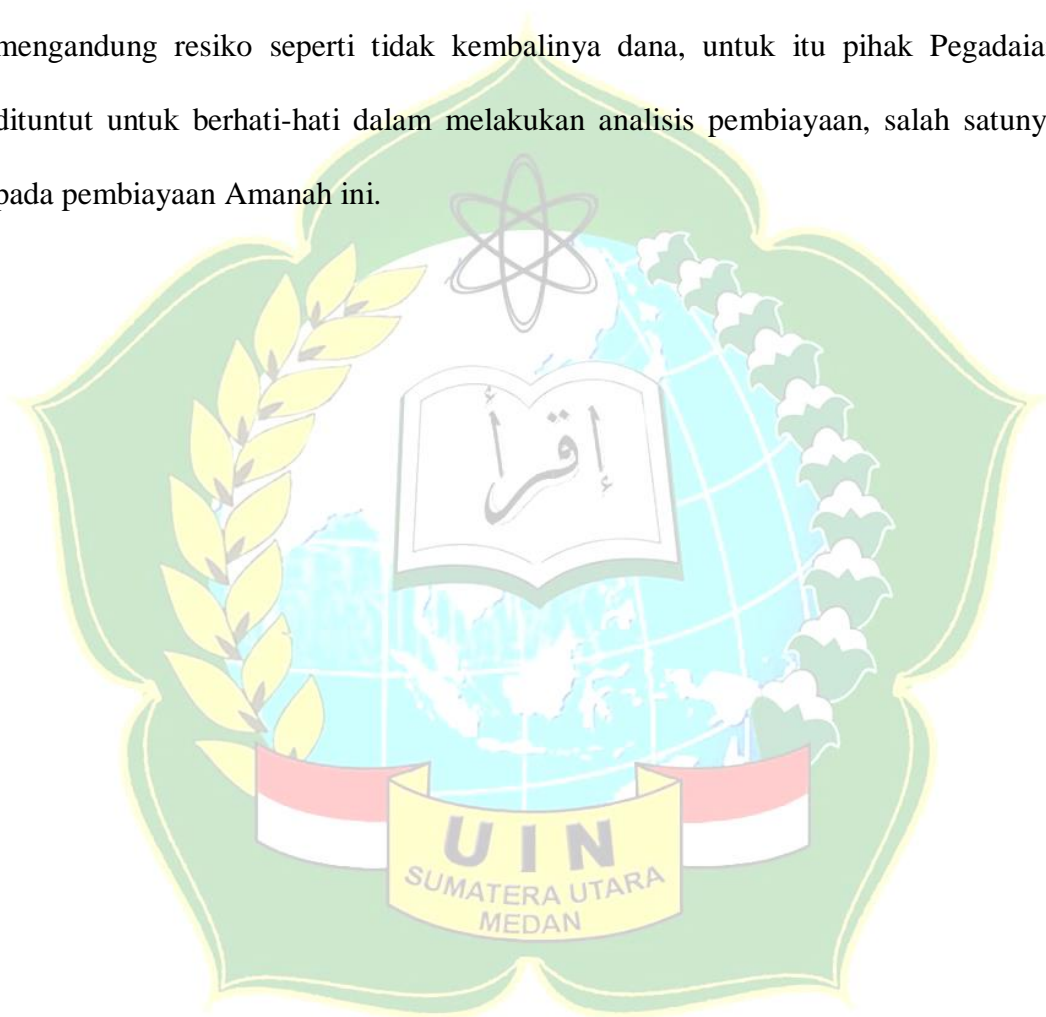 mengandung resiko seperti tidak kembalinya dana, untuk itu pihak Pegadaia
dituntut untuk berhati-hati dalam melakukan analisis pembiayaan, salah satuny
pada pembiayaan Amanah ini.
إقرأ
UIN
SUMATERA UTARA
MEDAN